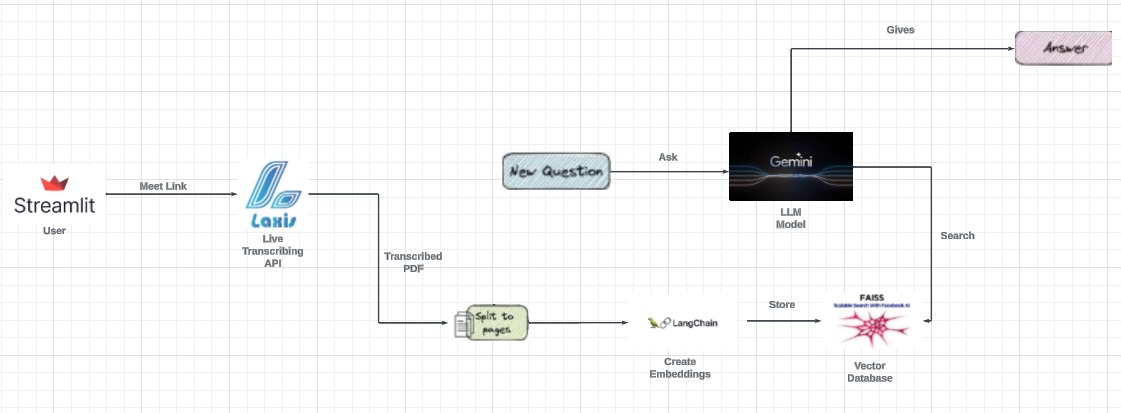 Gives
Answer
New Question
Ask
Gemini
LLM
Model
Streamlit
User
Meet Link
Laxis
Live
Transcribing
API
Transcribed
PDF
Search
Split to
pages
LangChain
Create
Embeddings
Store
FAISS
Scalable Search With Facebook AI
Vector
Database